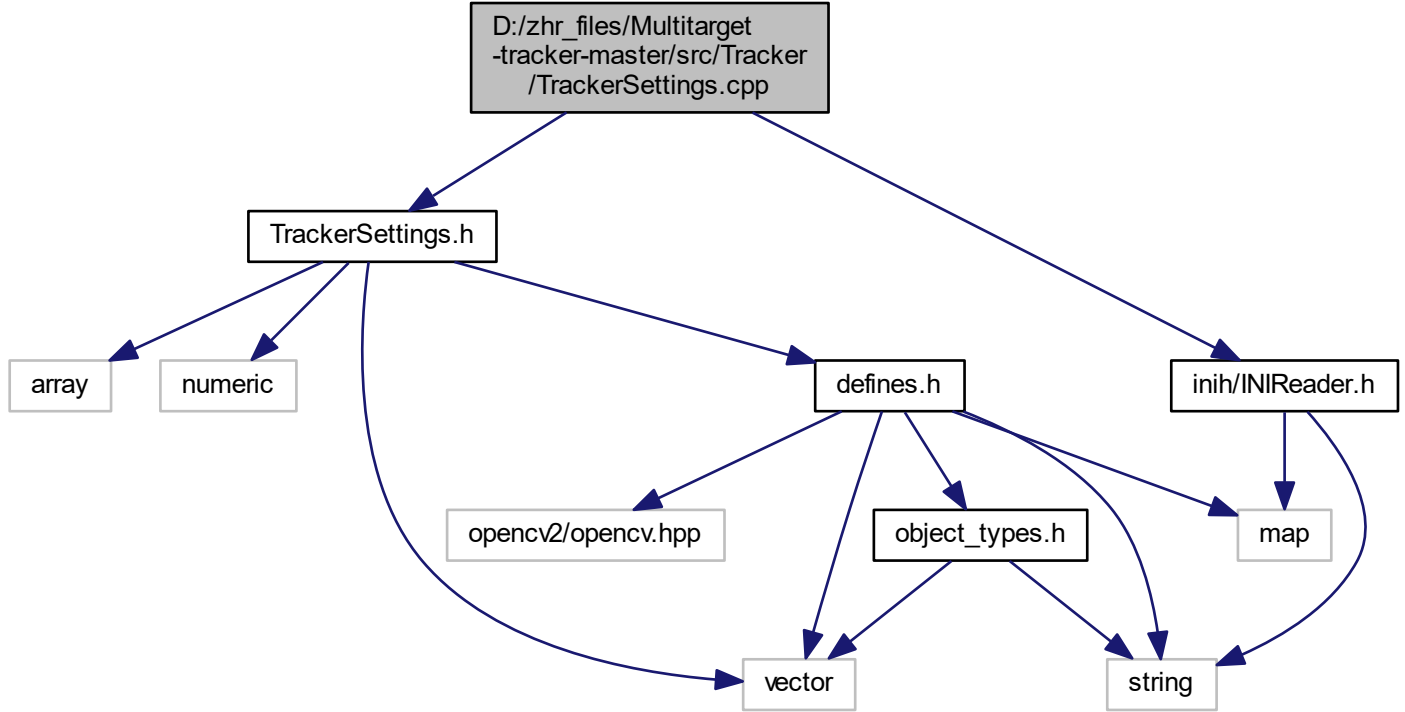 D:/zhr_files/Multitarget
-tracker-master/src/Tracker
/TrackerSettings.cpp
TrackerSettings.h
array
numeric
defines.h
inih/INIReader.h
opencv2/opencv.hpp
object_types.h
map
vector
string